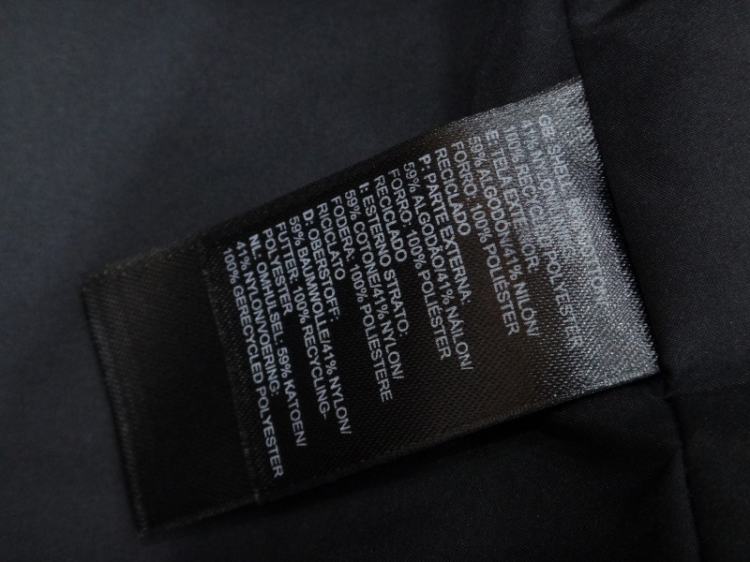 GB: SHELL: 59% COTTON/
41% NYLON/LINING:
100% RECYCLED POLYESTER
E: TELA EXTERIOR:
59% ALGODÓN/41% NILÓN/
FORRO: 100% POLIÉSTER
RECICLADO
P: PARTE EXTERNA:
59% ALGODÃO/41% NÁILON/
FORRO: 100% POLIÉSTER
RECICLADO
I: ESTERNO STRATO:
59% COTONE/41% NYLON/
FODERA: 100% POLIESTERE
RICICLATO
D: OBERSTOFF:
59% BAUMWOLLE/41% NYLON/
FUTTER: 100% RECYCLING-
POLYESTER
NL: OMHULSEL: 59% KATOEN/
41% NYLON/VOERING:
100% GERECYCLED POLYESTER